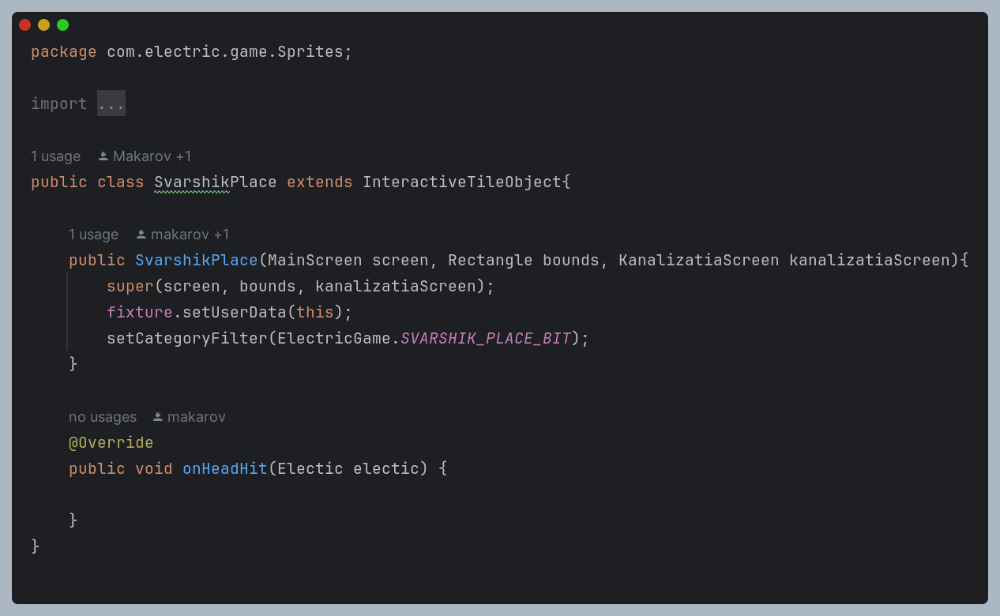 package com.electric.game.Sprites;
import ...
1 usage Makarov +1
public class SvarshikPlace extends InteractiveTileObject{
1 usage makarov +1
public SvarshikPlace(MainScreen screen, Rectangle bounds, KanalizatiaScreen kanalizatiaScreen){
super(screen, bounds, kanalizatiaScreen);
fixture.setUserData(this);
setCategoryFilter(ElectricGame.SVARSHIK_PLACE_BIT);
}
no usages makarov
@Override
public void onHeadHit(Electic electic) {
}
}